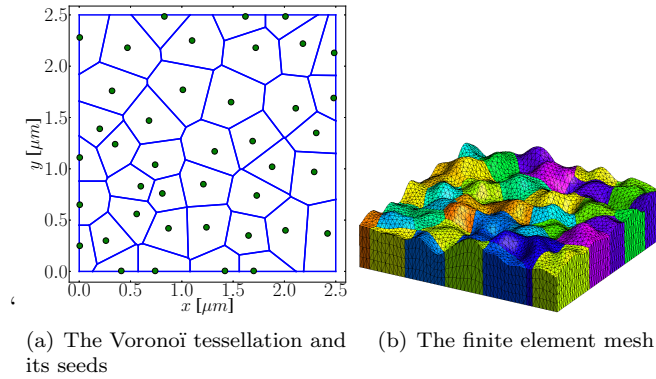 2.5
2.0
1.5
1.0
0.5
0.0
y [μm]
0.0 0.5 1.0 1.5 2.0 2.5
x [μm]
‘
(a) The Voronoï tessellation and its seeds
(b) The finite element mesh